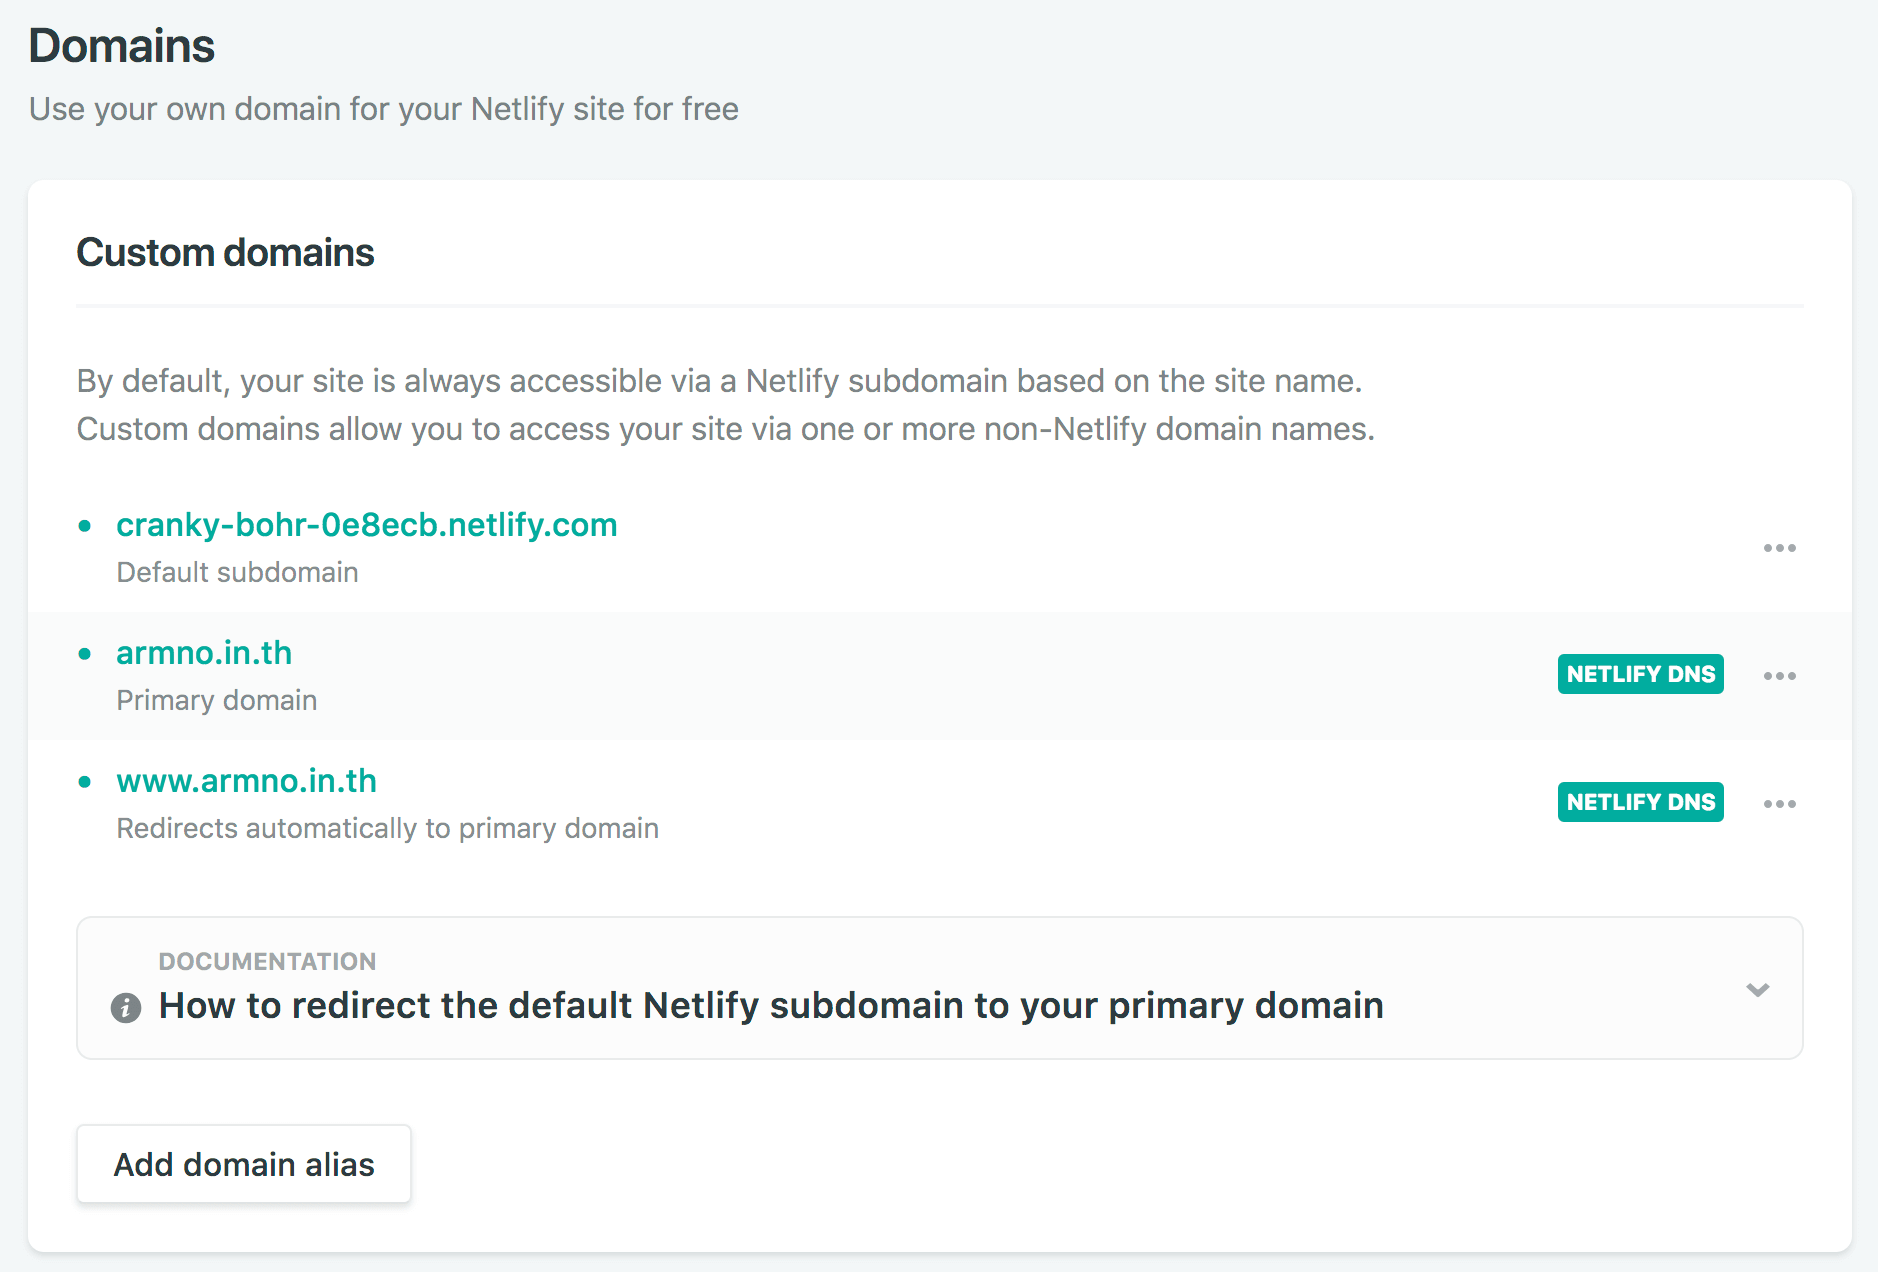 Domains
Use your own domain for your Netlify site for free
Custom domains
By default, your site is always accessible via a Netlify subdomain based on the site name.
Custom domains allow you to access your site via one or more non-Netlify domain names.
cranky-bohr-0e8ecb.netlify.com
Default subdomain
armno.in.th
Primary domain
NETLIFY DNS
www.armno.in.th
Redirects automatically to primary domain
NETLIFY DNS
DOCUMENTATION
How to redirect the default Netlify subdomain to your primary domain
Add domain alias